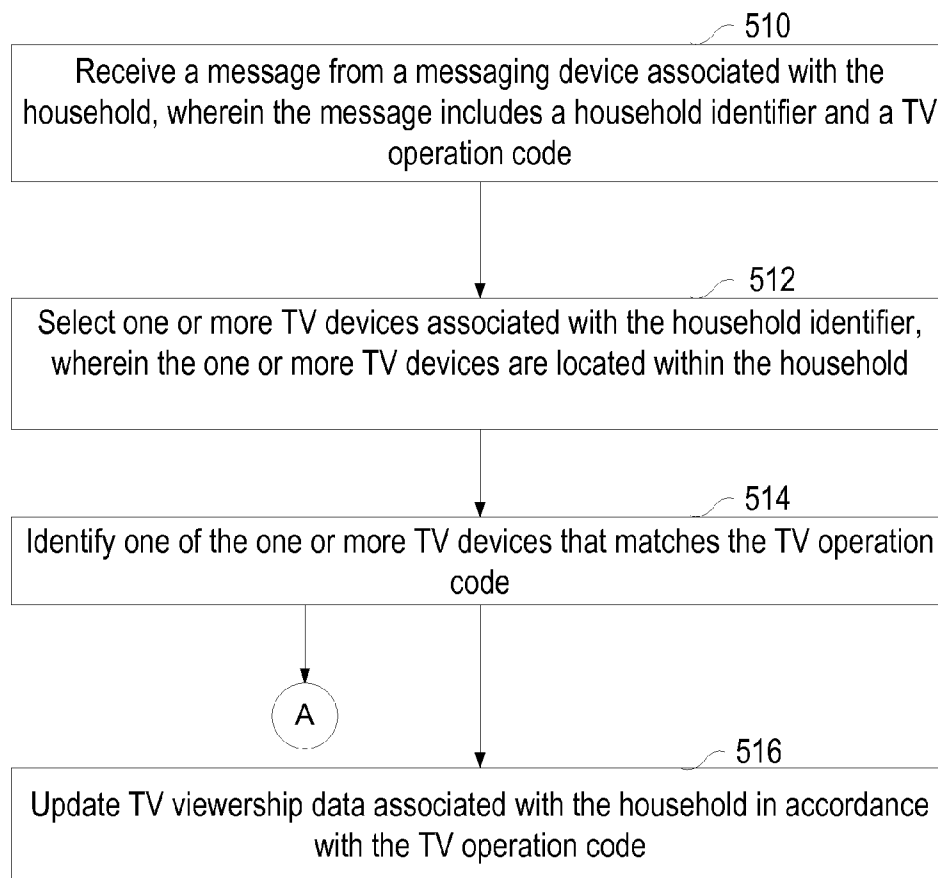 510
Receive a message from a messaging device associated with the
household, wherein the message includes a household identifier and a TV
operation code
512
Select one or more TV devices associated with the household identifier,
wherein the one or more TV devices are located within the household
514
Identify one of the one or more TV devices that matches the TV operation
code
A
516
Update TV viewership data associated with the household in accordance
with the TV operation code